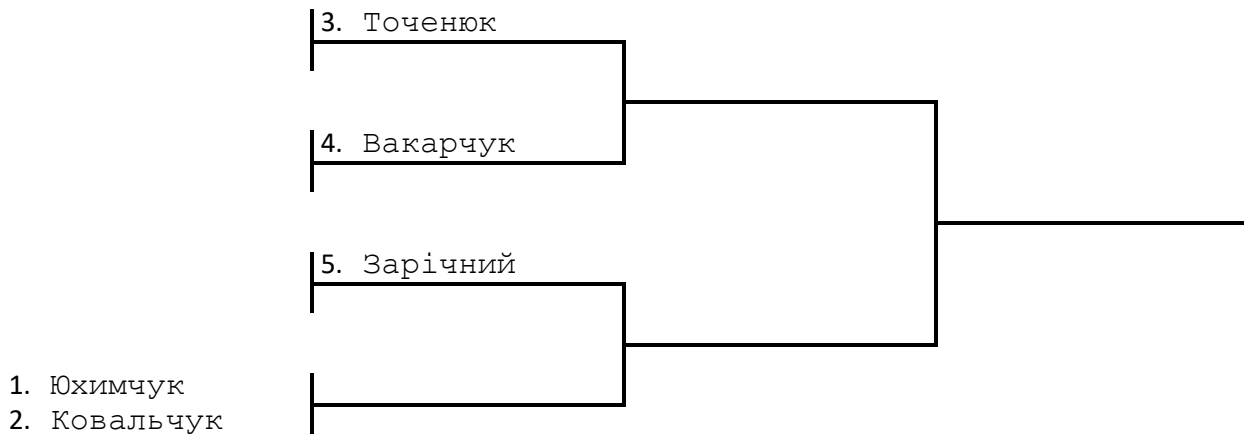 3. Точенюк
4. Вакарчук
5. Зарічний
1. Юхимчук
2. Ковальчук